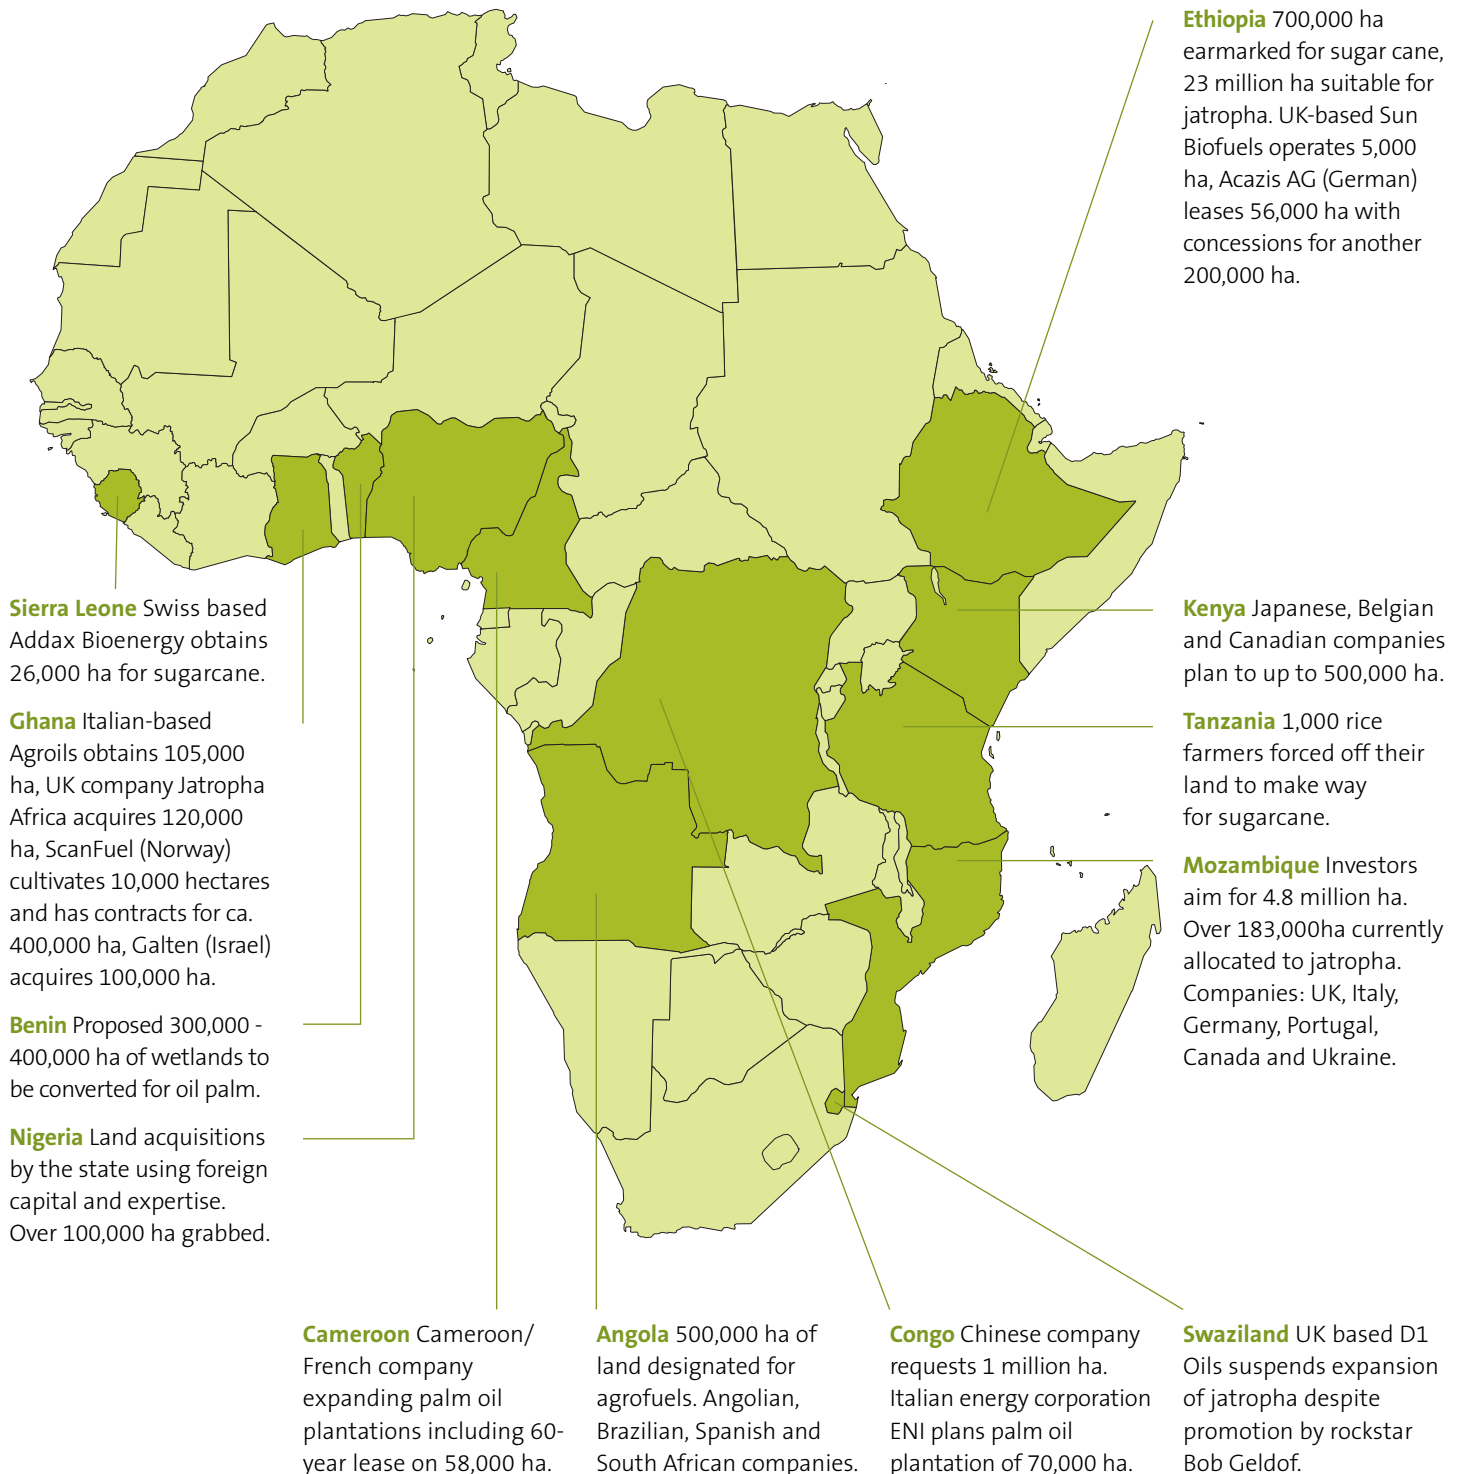 Ethiopia 700,000 ha
earmarked for sugar cane,
23 million ha suitable for
jatropha. UK-based Sun
Biofuels operates 5,000
ha, Acazis AG (German)
leases 56,000 ha with
concessions for another
200,000 ha.
Sierra Leone Swiss based
Addax Bioenergy obtains
26,000 ha for sugarcane.
Ghana Italian-based
Agroils obtains 105,000
ha, UK company Jatropha
Africa acquires 120,000
ha, ScanFuel (Norway)
cultivates 10,000 hectares
and has contracts for ca.
400,000 ha, Galten (Israel)
acquires 100,000 ha.
Benin Proposed 300,000 -
400,000 ha of wetlands to
be converted for oil palm.
Nigeria Land acquisitions
by the state using foreign
capital and expertise.
Over 100,000 ha grabbed.
Kenya Japanese, Belgian
and Canadian companies
plan to up to 500,000 ha.
Tanzania 1,000 rice
farmers forced off their
land to make way
for sugarcane.
Mozambique Investors
aim for 4.8 million ha.
Over 183,000ha currently
allocated to jatropha.
Companies: UK, Italy,
Germany, Portugal,
Canada and Ukraine.
Cameroon Cameroon/
French company
expanding palm oil
plantations including 60-
year lease on 58,000 ha.
Angola 500,000 ha of
land designated for
agrofuels. Angolian,
Brazilian, Spanish and
South African companies.
Congo Chinese company
requests 1 million ha.
Italian energy corporation
ENI plans palm oil
plantation of 70,000 ha.
Swaziland UK based D1
Oils suspends expansion
of jatropha despite
promotion by rockstar
Bob Geldof.